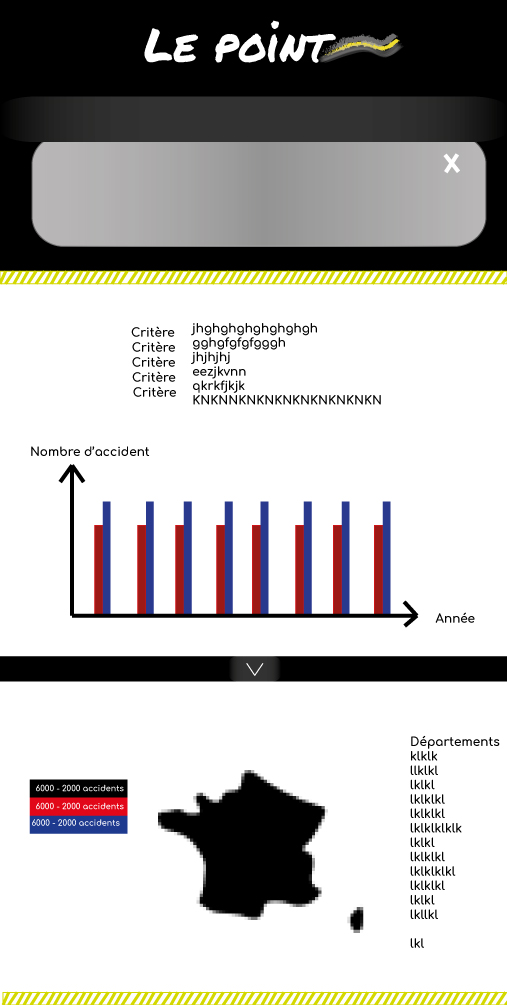 Le point
X
Critère jhghghghghghghgh
Critère gghgfgfgfgggh
Critère jhjhjhj
Critère eezjkvnn
Critère qkrkfjkjk
KNKNNKNKNKNKNKNKNKNKN
Nombre d'accident
Année
Départements
klklk
llklkl
lklkl
lklklkl
lklklkl
lklklklklk
lklkl
lklklkl
lklklklkl
lklklkl
lklkl
lkllkl
lkl
6000 - 2000 accidents
6000 - 2000 accidents
6000 - 2000 accidents